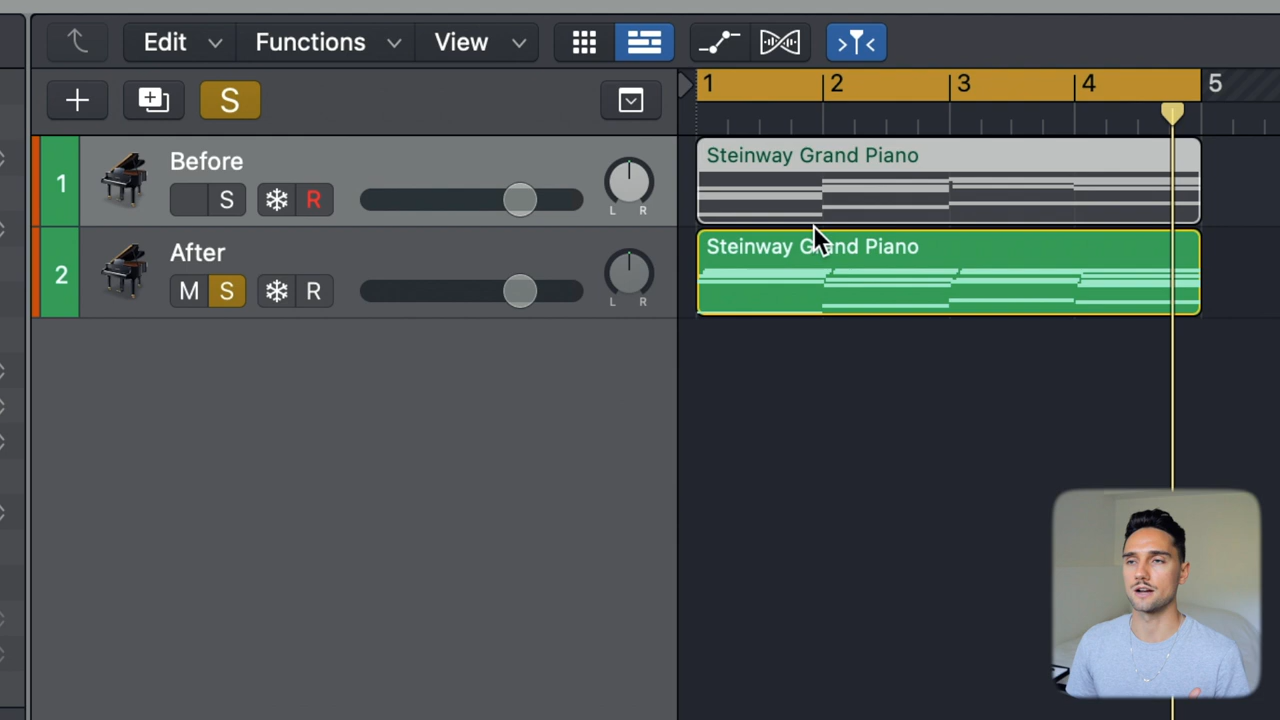 Edit Functions View
S
1 2 3 4 5
1 Before
S R
L R
Steinway Grand Piano
2 After
M S R
L R
Steinway Grand Piano